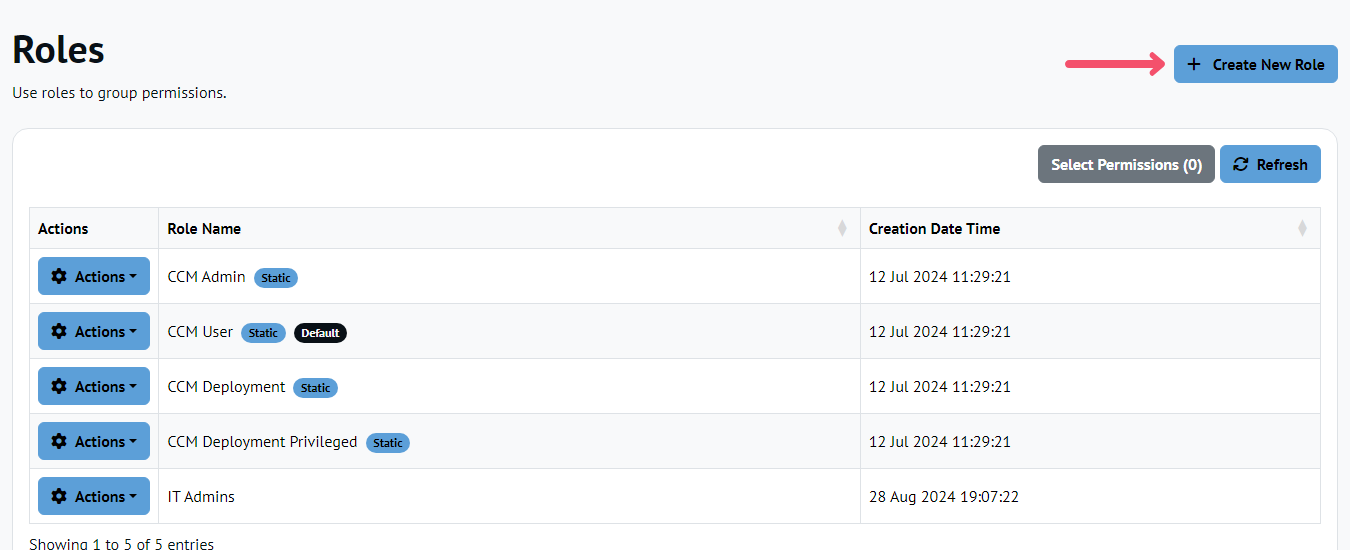 Roles
Create New Role
Use roles to group permissions.
Select Permissions (0) Refresh
Actions Role Name Creation Date Time
Actions CCM Admin Static 12 Jul 2024 11:29:21
Actions CCM User Static Default 12 Jul 2024 11:29:21
Actions CCM Deployment Static 12 Jul 2024 11:29:21
Actions CCM Deployment Privileged Static 12 Jul 2024 11:29:21
Actions IT Admins 28 Aug 2024 19:07:22
Showing 1 to 5 of 5 entries